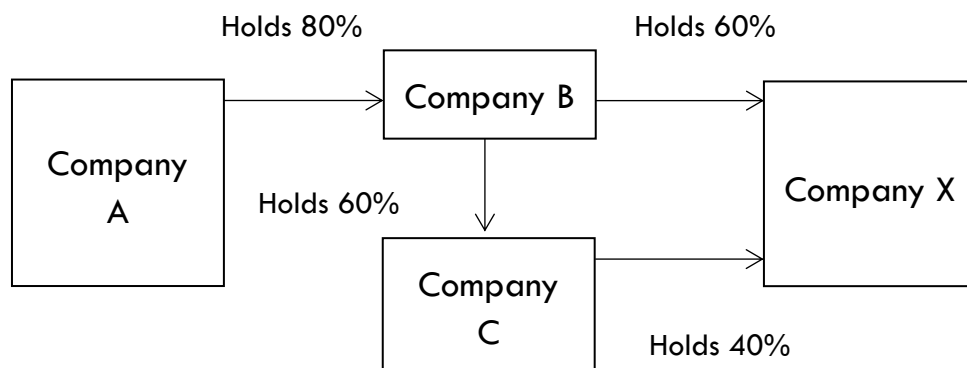 Holds 80%
Holds 60%
Company B
Company
A
Company X
Holds 60%
Company
C
Holds 40%